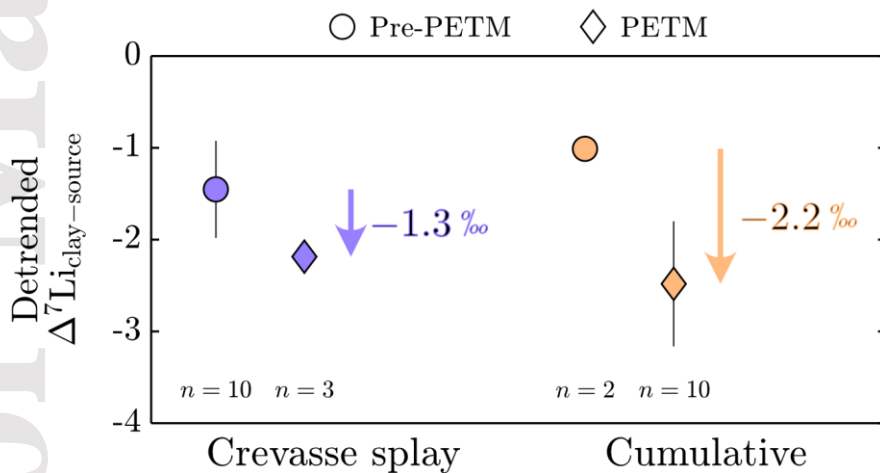 Pre-PETM PETM
0
-1
-2
-3
-4
Detrended
Δ⁷Li_clay−source
−1.3 ‰
−2.2 ‰
n = 10 n = 3 n = 2 n = 10
Crevasse splay Cumulative